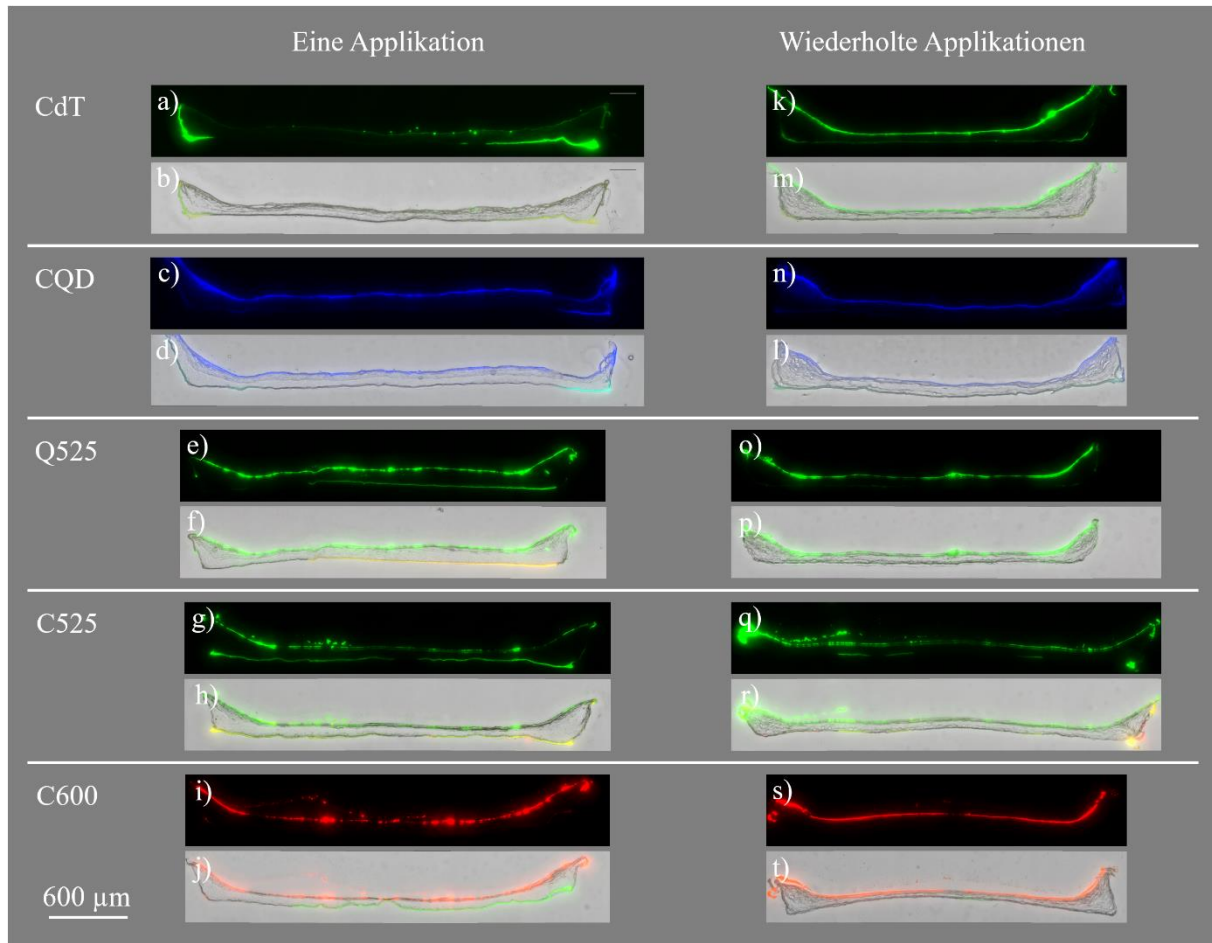 Eine Applikation Wiederholte Applikationen
CdT a) k)
b) m)
CQD c) n)
d) l)
Q525 e) o)
f) p)
C525 g) q)
h) r)
C600 i) s)
j) t)
600 µm